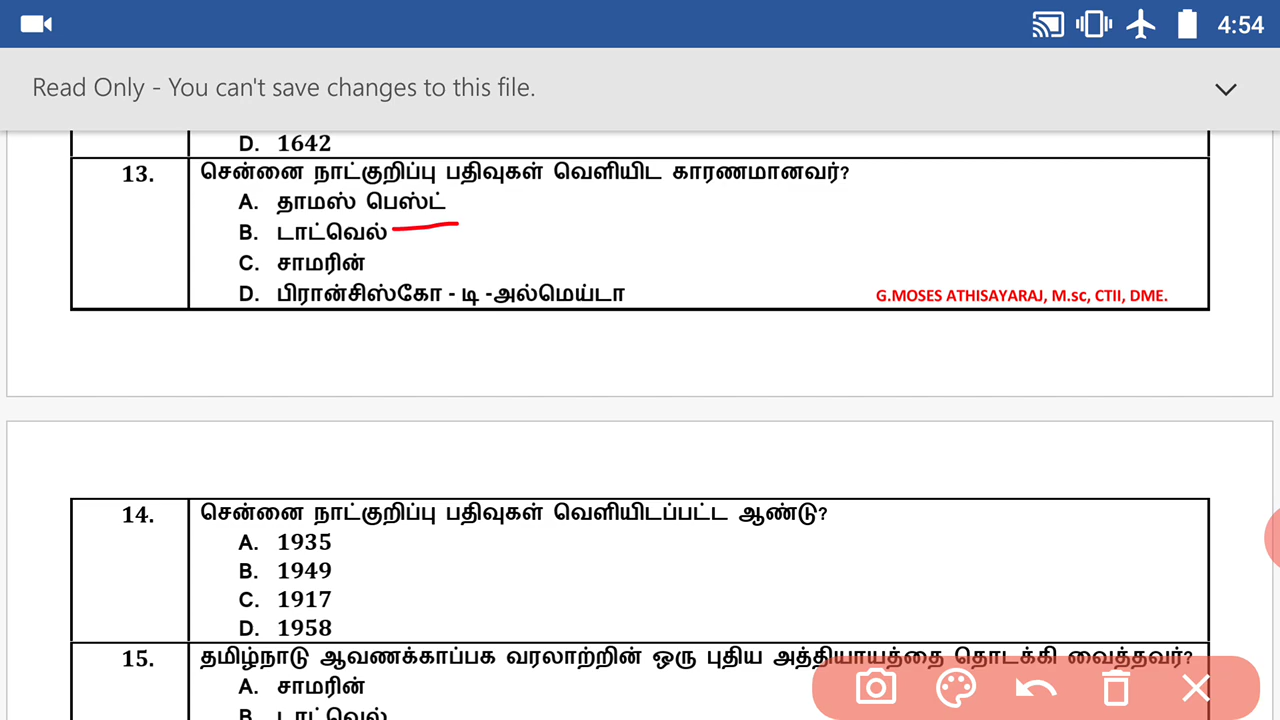 4:54
Read Only - You can't save changes to this file.
D. 1642
13. சென்னை நாட்குறிப்பு பதிவுகள் வெளியிட காரணமானவர்?
A. தாமஸ் பெஸ்ட்
B. டாட்வெல்
C. சாமரின்
D. பிரான்சிஸ்கோ - டி -அல்மெய்டா
G.MOSES ATHISAYARAJ, M.sc, CTII, DME.
14. சென்னை நாட்குறிப்பு பதிவுகள் வெளியிடப்பட்ட ஆண்டு?
A. 1935
B. 1949
C. 1917
D. 1958
15. தமிழ்நாடு ஆவணக்காப்பக வரலாற்றின் ஒரு புதிய அத்தியாயத்தை தொடக்கி வைத்தவர்?
A. சாமரின்
B. டாட்வெல்